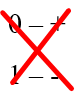 0 – +
1 – -